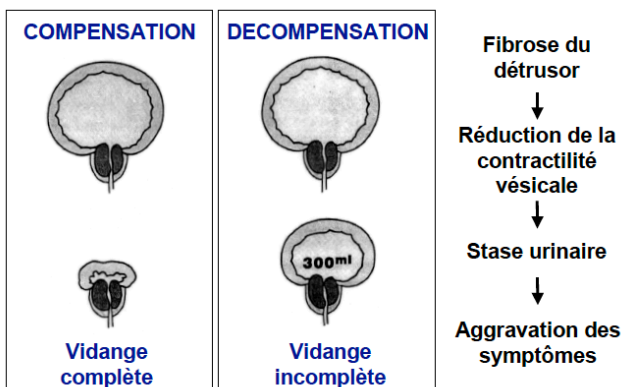 COMPENSATION
Vidange
complète
DECOMPENSATION
300ml
Vidange
incomplète
Fibrose du
détrusor
Réduction de la
contractilité
vésicale
Stase urinaire
Aggravation des
symptômes